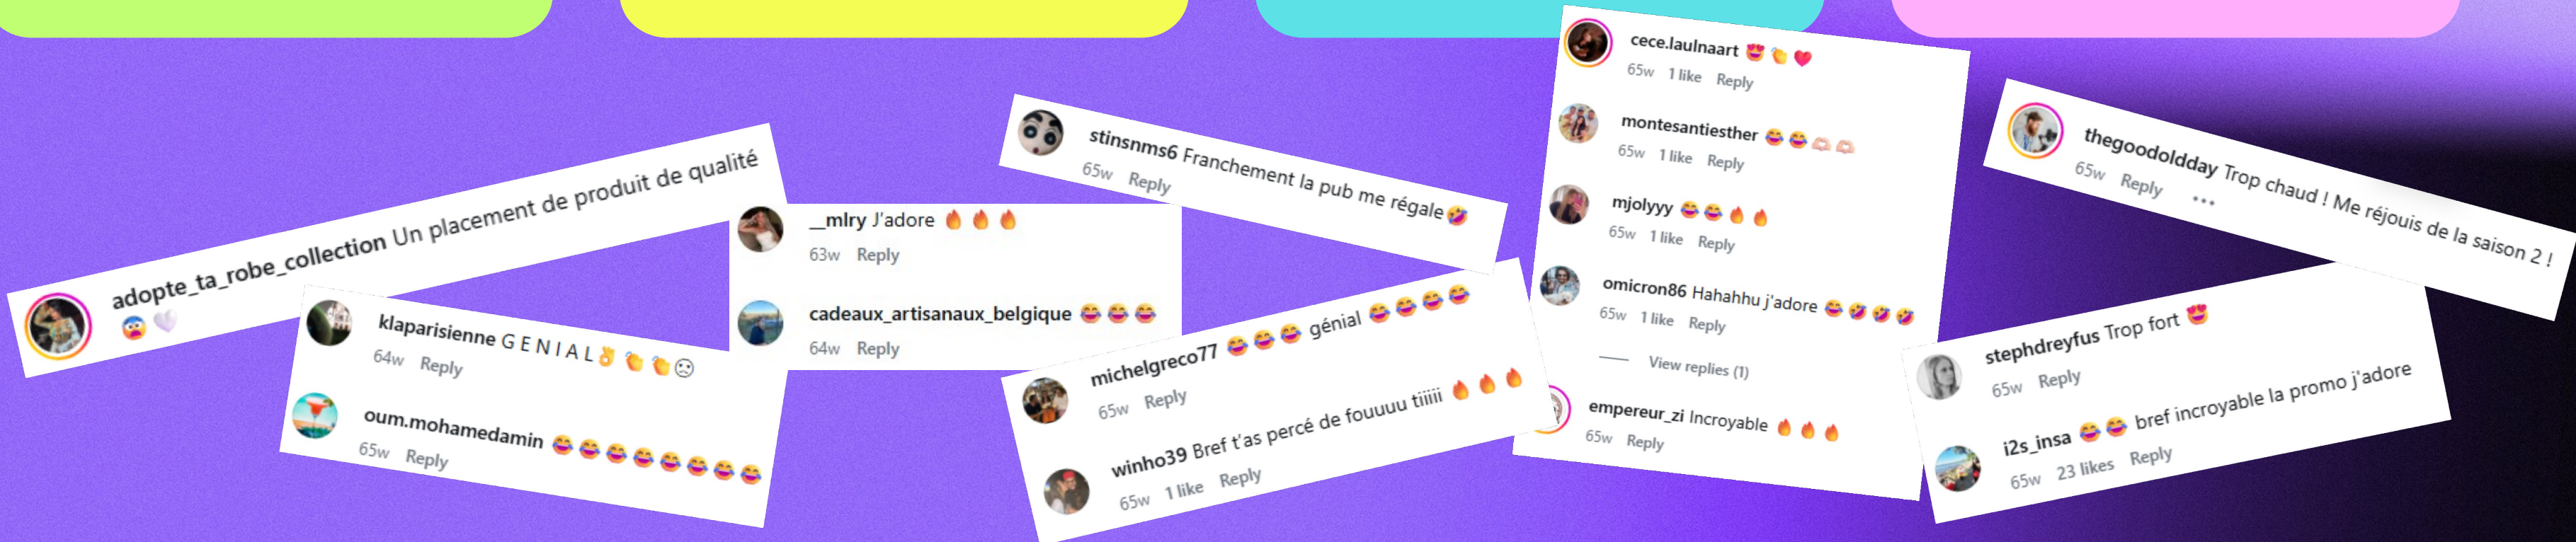 adopte_ta_robe_collection Un placement de produit de qualité
😨🤍
klaparisienne G E N I A L👌👏👏☹
64w Reply
oum.mohamedamin 😂😂😂😂😂😂😂😂
65w Reply
__mlry J'adore 🔥🔥🔥
63w Reply
cadeaux_artisanaux_belgique 😂😂😂
64w Reply
stinsnms6 Franchement la pub me régale🤣
65w Reply
michelgreco77 😂😂😂 génial 😂😂😂😂
65w Reply
winho39 Bref t'as percé de fouuuu tiiiii 🔥🔥🔥
65w 1 like Reply
cece.laulnaart 😍👏❤️
65w 1 like Reply
montesantiesther 😂😂🫶🫶
65w 1 like Reply
mjolyyy 😂😂🔥🔥
65w 1 like Reply
omicron86 Hahahhu j'adore 😂🤣🤣🤣
65w 1 like Reply
View replies (1)
empereur_zi Incroyable 🔥🔥🔥
65w Reply
thegoodoldday Trop chaud ! Me réjouis de la saison 2 !
65w Reply ...
stephdreyfus Trop fort 😍
65w Reply
i2s_insa 😂😂 bref incroyable la promo j'adore
65w 23 likes Reply